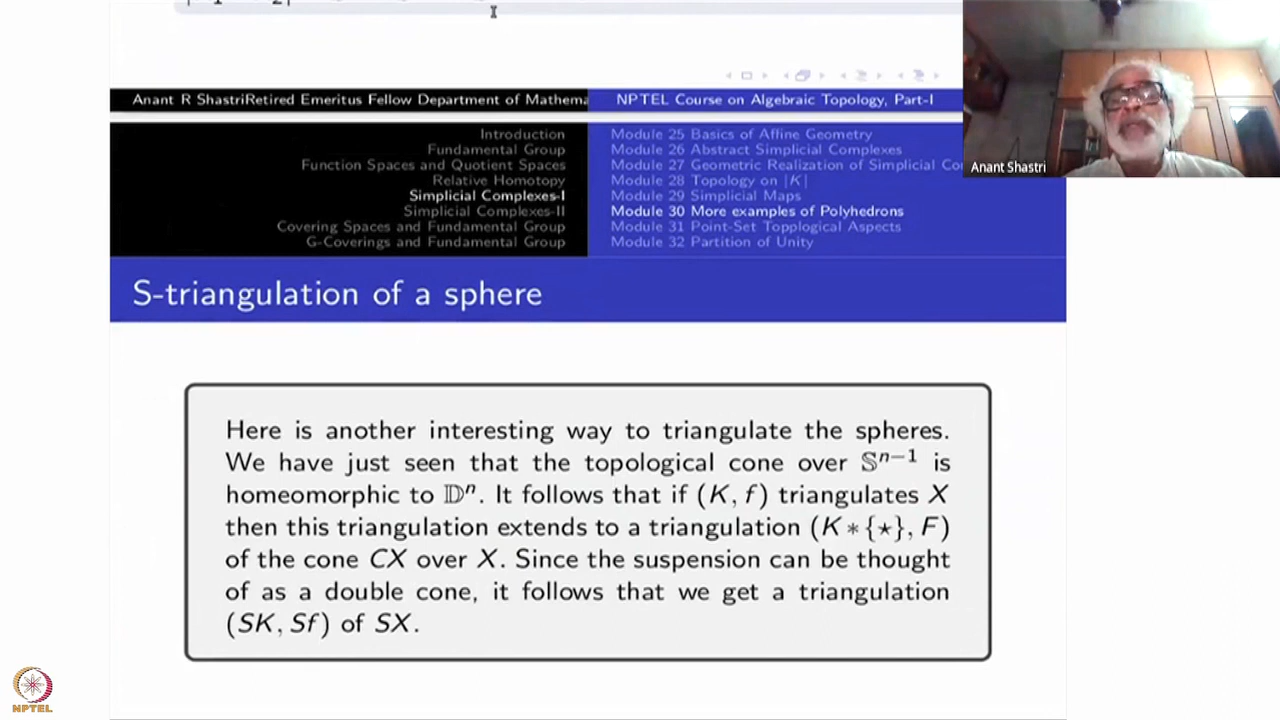 Anant R ShastriRetired Emeritus Fellow Department of Mathema
NPTEL Course on Algebraic Topology, Part-I
Introduction
Fundamental Group
Function Spaces and Quotient Spaces
Relative Homotopy
Simplicial Complexes-I
Simplicial Complexes-II
Covering Spaces and Fundamental Group
G-Coverings and Fundamental Group
Module 25 Basics of Affine Geometry
Module 26 Abstract Simplicial Complexes
Module 27 Geometric Realization of Simplicial Co
Module 28 Topology on |K|
Module 29 Simplicial Maps
Module 30 More examples of Polyhedrons
Module 31 Point-Set Topplogical Aspects
Module 32 Partition of Unity
Anant Shastri
S-triangulation of a sphere
Here is another interesting way to triangulate the spheres.
We have just seen that the topological cone over 𝕊ⁿ⁻¹ is
homeomorphic to 𝔻ⁿ. It follows that if (K, f) triangulates X
then this triangulation extends to a triangulation (K ∗ {⋆}, F)
of the cone CX over X. Since the suspension can be thought
of as a double cone, it follows that we get a triangulation
(SK, Sf) of SX.
NPTEL